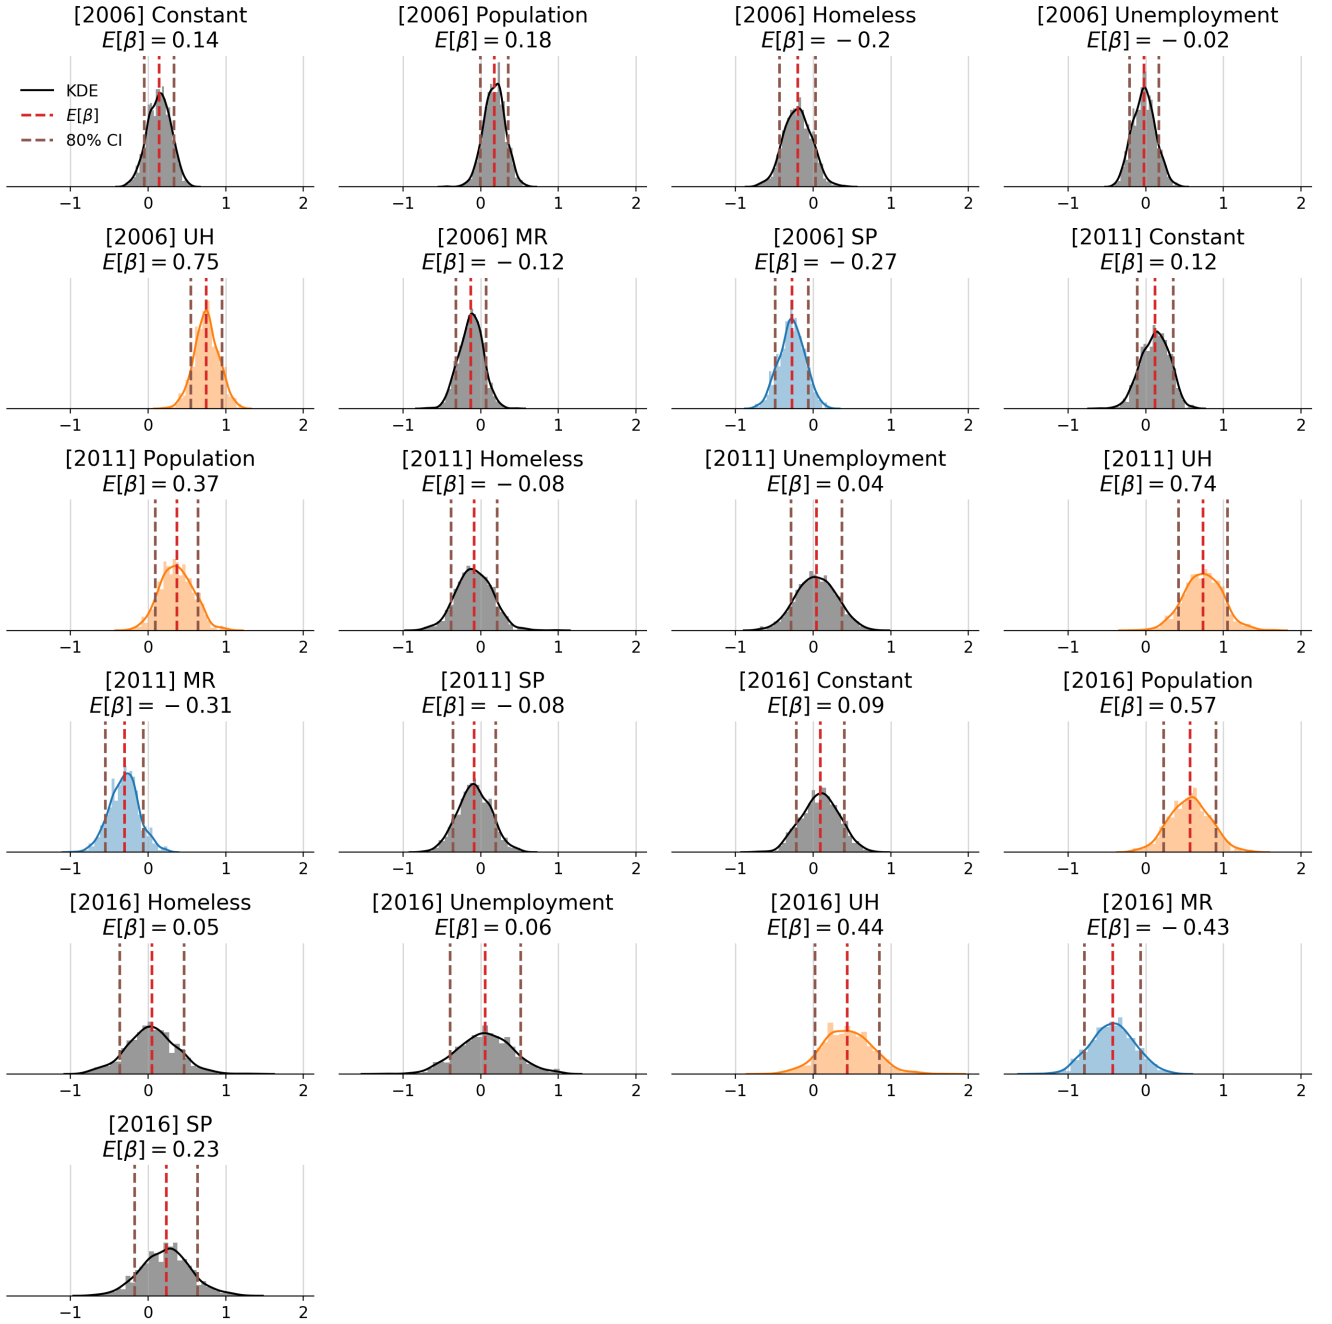 [2006] Constant
E[β] = 0.14
[2006] Population
E[β] = 0.18
[2006] Homeless
E[β] = −0.2
[2006] Unemployment
E[β] = −0.02
KDE
E[β]
80% CI
−1 0 1 2
−1 0 1 2
−1 0 1 2
−1 0 1 2
[2006] UH
E[β] = 0.75
[2006] MR
E[β] = −0.12
[2006] SP
E[β] = −0.27
[2011] Constant
E[β] = 0.12
−1 0 1 2
−1 0 1 2
−1 0 1 2
−1 0 1 2
[2011] Population
E[β] = 0.37
[2011] Homeless
E[β] = −0.08
[2011] Unemployment
E[β] = 0.04
[2011] UH
E[β] = 0.74
−1 0 1 2
−1 0 1 2
−1 0 1 2
−1 0 1 2
[2011] MR
E[β] = −0.31
[2011] SP
E[β] = −0.08
[2016] Constant
E[β] = 0.09
[2016] Population
E[β] = 0.57
−1 0 1 2
−1 0 1 2
−1 0 1 2
−1 0 1 2
[2016] Homeless
E[β] = 0.05
[2016] Unemployment
E[β] = 0.06
[2016] UH
E[β] = 0.44
[2016] MR
E[β] = −0.43
−1 0 1 2
−1 0 1 2
−1 0 1 2
−1 0 1 2
[2016] SP
E[β] = 0.23
−1 0 1 2